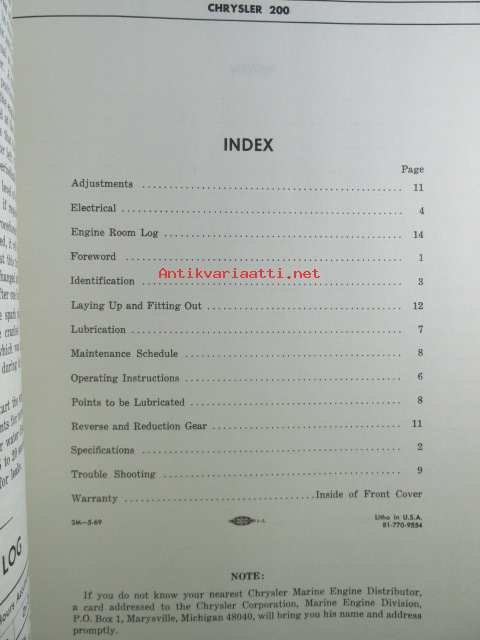 CHRYSLER 200
INDEX
Page
Adjustments 11
Electrical 4
Engine Room Log 14
Foreword 1
Identification 3
Antikvariaatti.net
Laying Up and Fitting Out 12
Lubrication 7
Maintenance Schedule 8
Operating Instructions 6
Points to be Lubricated 8
Reverse and Reduction Gear 11
Specifications 2
Trouble Shooting 9
Warranty Inside of Front Cover
3M—5-69
Litho in U.S.A.
81-770-9554
NOTE:
If you do not know your nearest Chrysler Marine Engine Distributor,
a card addressed to the Chrysler Corporation, Marine Engine Division,
P.O. Box 1, Marysville, Michigan 48040, will bring you his name and address
promptly.
LOG